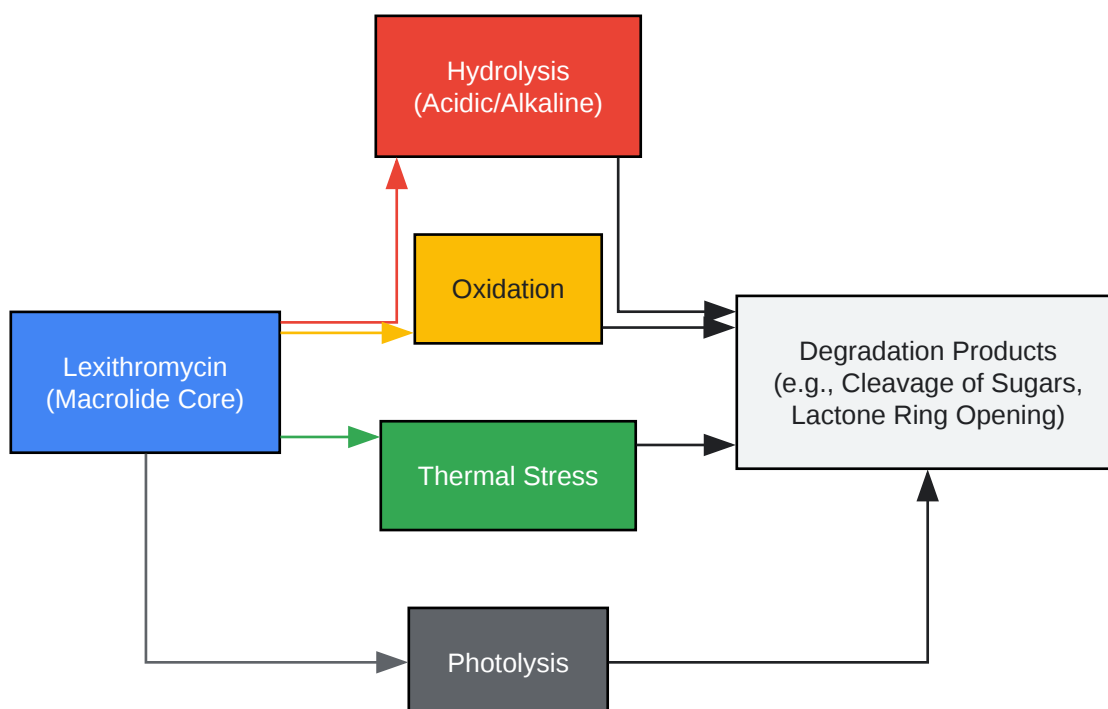 Hydrolysis
(Acidic/Alkaline)
Oxidation
Lexithromycin
(Macrolide Core)
Degradation Products
(e.g., Cleavage of Sugars,
Lactone Ring Opening)
Thermal Stress
Photolysis